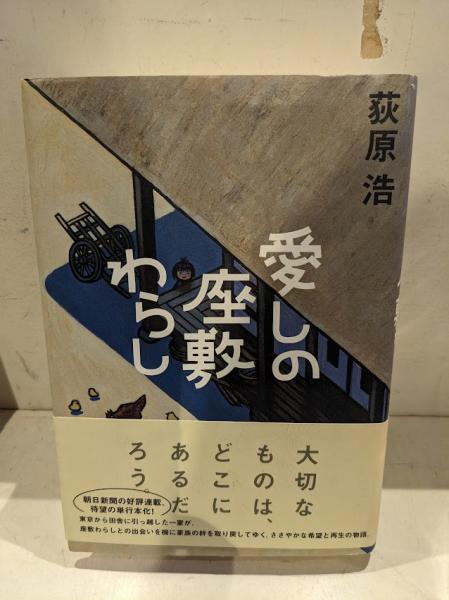 荻原 浩
愛しの
座敷
わらし
大切な
ものは、
どこに
あるだ
ろう。
朝日新聞の好評連載、
待望の単行本化!
東京から田舎に引っ越した一家が、
座敷わらしとの出会いを機に家族の絆を取り戻してゆく、ささやかな希望と再生の物語。